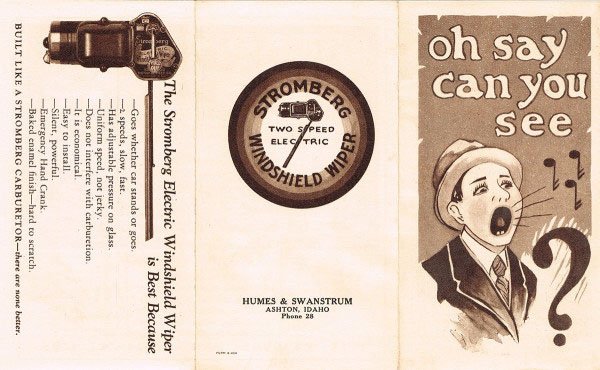 The Stromberg Electric Windshield Wiper
is Best Because
—Goes whether car stands or goes.
—2 speeds, slow, fast.
—Has adjustable pressure on glass.
—Uniform speed, not jerky.
—Does not interfere with carburetion.
—It is economical.
—Easy to install.
—Silent, powerful.
—Emergency Hand Crank
—Baked enamel finish—hard to scratch.
BUILT LIKE A STROMBERG CARBURETOR—there are none better.
STROMBERG
TWO SPEED
ELECTRIC
WINDSHIELD WIPER
HUMES & SWANSTRUM
ASHTON, IDAHO
Phone 28
oh say
can you
see
?